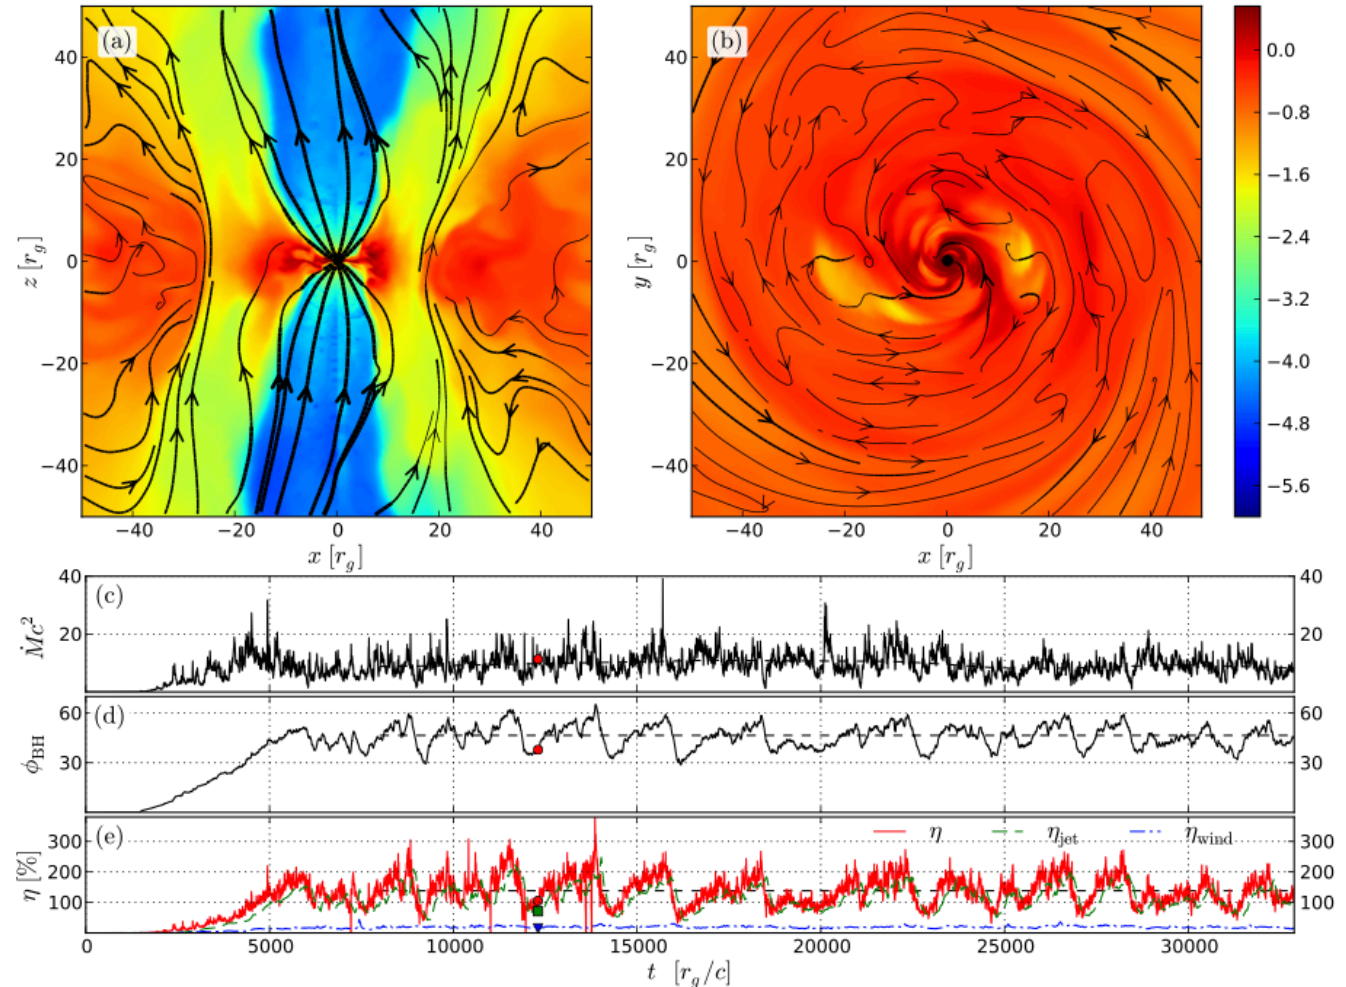 (a)
(b)
40
20
0
−20
−40
z [r_g]
−40 −20 0 20 40
x [r_g]
40
20
0
−20
−40
y [r_g]
−40 −20 0 20 40
x [r_g]
0.0
−0.8
−1.6
−2.4
−3.2
−4.0
−4.8
−5.6
(c)
40 40
20 20
Ṁc²
(d)
60 60
30 30
ϕ_BH
(e)
η η_jet η_wind
300 300
200 200
100 100
η [%]
0 5000 10000 15000 20000 25000 30000
t [r_g/c]